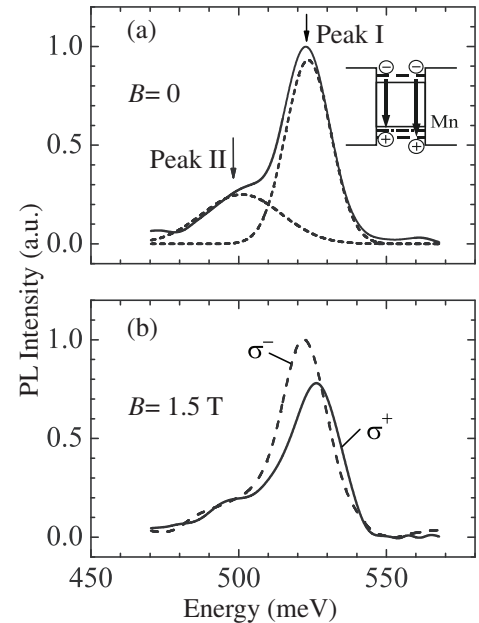 (a)
Peak I
B= 0
Mn
Peak II
1.0
0.5
0.0
− −
+ +
PL Intensity (a.u.)
(b)
σ−
B= 1.5 T
σ+
1.0
0.5
0.0
450 500 550
Energy (meV)